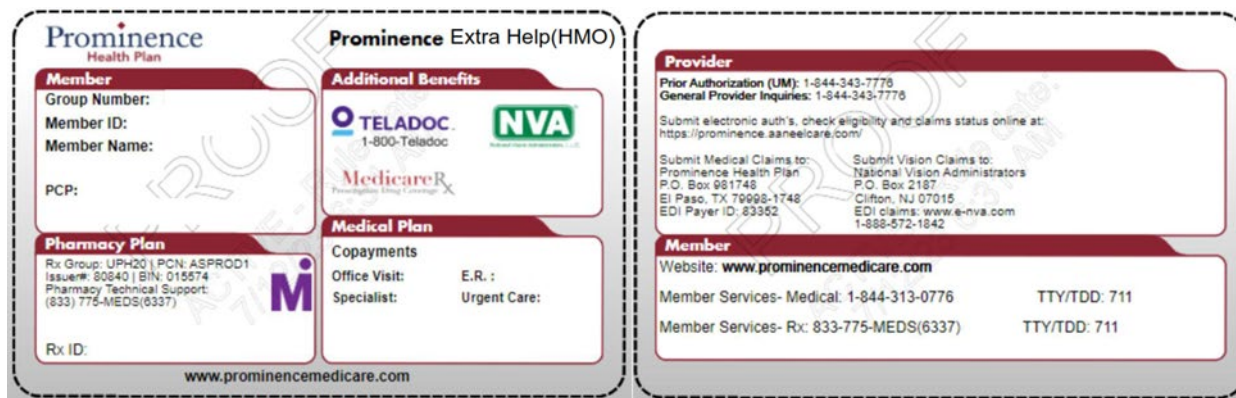 Prominence
Health Plan
Prominence Extra Help(HMO)
Member
Group Number:
Member ID:
Member Name:
PCP:
Additional Benefits
TELADOC.
1-800-Teladoc
NVA
National Vision Administrators, L.L.C.
MedicareRx
Prescription Drug Coverage
Pharmacy Plan
Rx Group: UPH20 | PCN: ASPROD1
Issuer#: 80840 | BIN: 015574
Pharmacy Technical Support:
(833) 775-MEDS(6337)
Rx ID:
Medical Plan
Copayments
Office Visit: E.R. :
Specialist: Urgent Care:
www.prominencemedicare.com
PROOF
Provider
Prior Authorization (UM): 1-844-343-7776
General Provider Inquiries: 1-844-343-7776
Submit electronic auth's, check eligibility and claims status online at:
https://prominence.aaneelcare.com/
Submit Medical Claims to:
Prominence Health Plan
P.O. Box 981748
El Paso, TX 79998-1748
EDI Payer ID: 83352
Submit Vision Claims to:
National Vision Administrators
P.O. Box 2187
Clifton, NJ 07015
EDI claims: www.e-nva.com
1-888-572-1842
Member
Website: www.prominencemedicare.com
Member Services- Medical: 1-844-313-0776 TTY/TDD: 711
Member Services- Rx: 833-775-MEDS(6337) TTY/TDD: 711
PROOF